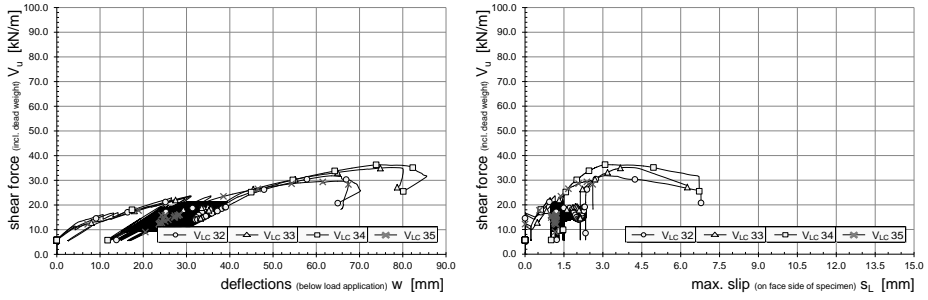 shear force (incl. dead weight) Vu [kN/m]
100.0
90.0
80.0
70.0
60.0
50.0
40.0
30.0
20.0
10.0
0.0
VLC 32 VLC 33 VLC 34 VLC 35
0.0 10.0 20.0 30.0 40.0 50.0 60.0 70.0 80.0 90.0
deflections (below load application) w [mm]
shear force (incl. dead weight) Vu [kN/m]
100.0
90.0
80.0
70.0
60.0
50.0
40.0
30.0
20.0
10.0
0.0
VLC 32 VLC 33 VLC 34 VLC 35
0.0 1.5 3.0 4.5 6.0 7.5 9.0 10.5 12.0 13.5 15.0
max. slip (on face side of specimen) sL [mm]